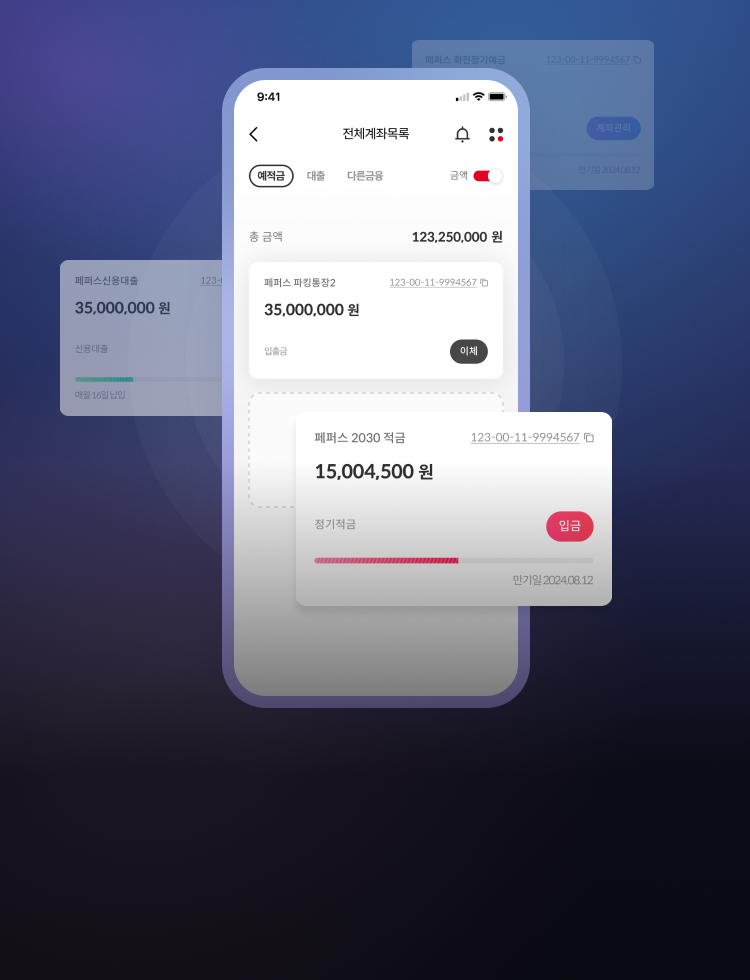 페퍼스 회전정기예금 123-00-11-9994567
계좌관리
만기일 2024.08.12
9:41
전체계좌목록
예적금 대출 다른금융 금액
총 금액 123,250,000 원
페퍼스신용대출
35,000,000 원
신용대출
매월 16일 납입
페퍼스 파킹통장2 123-00-11-9994567
35,000,000 원
입출금 이체
페퍼스 2030 적금 123-00-11-9994567
15,004,500 원
정기적금 입금
만기일 2024.08.12